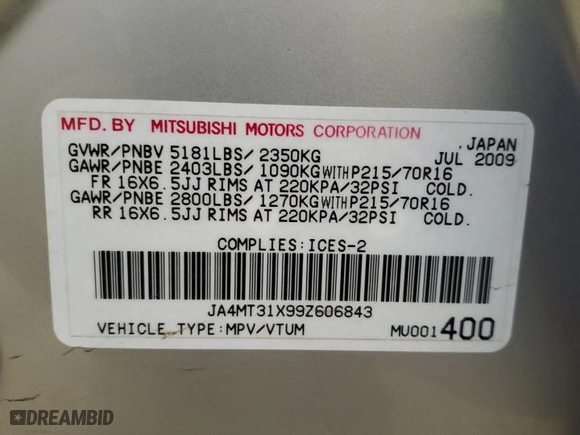 MFD. BY MITSUBISHI MOTORS CORPORATION
JAPAN
GVWR/PNBV 5181LBS/ 2350KG JUL 2009
GAWR/PNBE 2403LBS/ 1090KG WITH P215/70R16
FR 16X6.5JJ RIMS AT 220KPA/32PSI COLD.
GAWR/PNBE 2800LBS/ 1270KG WITH P215/70R16
RR 16X6.5JJ RIMS AT 220KPA/32PSI COLD.
COMPLIES:ICES-2
JA4MT31X99Z606843
VEHICLE TYPE:MPV/VTUM MU001400
DREAMBID